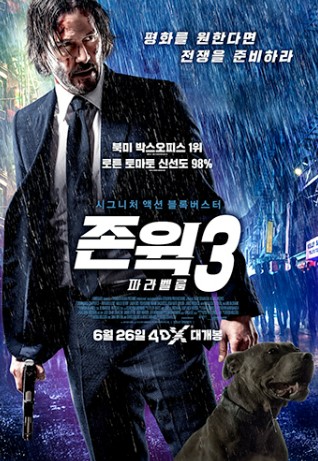 평화를 원한다면
전쟁을 준비하라
북미 박스오피스 1위
로튼 토마토 신선도 98%
시그니처 액션 블록버스터
존 윅 3
파라벨룸
6월 26일 4DX 대개봉